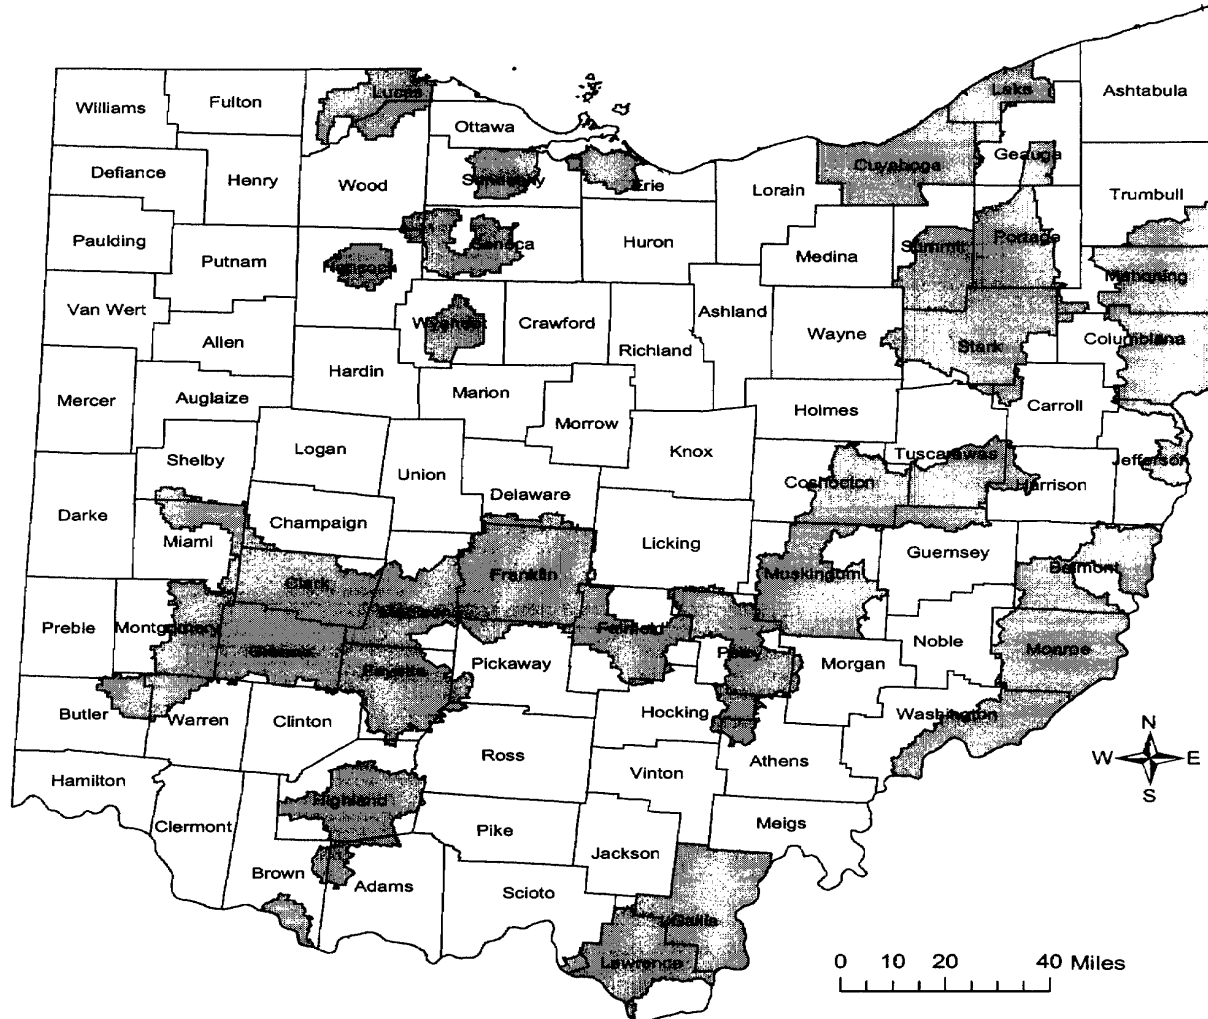 Williams
Fulton
Lucas
Ottawa
Lake
Ashtabula
Geauga
Cuyahoga
Defiance
Henry
Wood
Sandusky
Erie
Lorain
Trumbull
Paulding
Putnam
Hancock
Seneca
Huron
Medina
Summit
Portage
Mahoning
Van Wert
Allen
Wyandot
Crawford
Ashland
Richland
Wayne
Stark
Columbiana
Mercer
Auglaize
Hardin
Marion
Morrow
Holmes
Carroll
Shelby
Logan
Union
Delaware
Knox
Coshocton
Tuscarawas
Harrison
Jefferson
Darke
Miami
Champaign
Licking
Guernsey
Belmont
Clark
Franklin
Muskingum
Preble
Montgomery
Fairfield
Perry
Noble
Monroe
Fayette
Pickaway
Morgan
Butler
Warren
Clinton
Hocking
Washington
Ross
Athens
Vinton
Hamilton
Highland
Clermont
Pike
Meigs
Jackson
Brown
Adams
Scioto
Gallia
Lawrence
N
W E
S
0 10 20 40 Miles